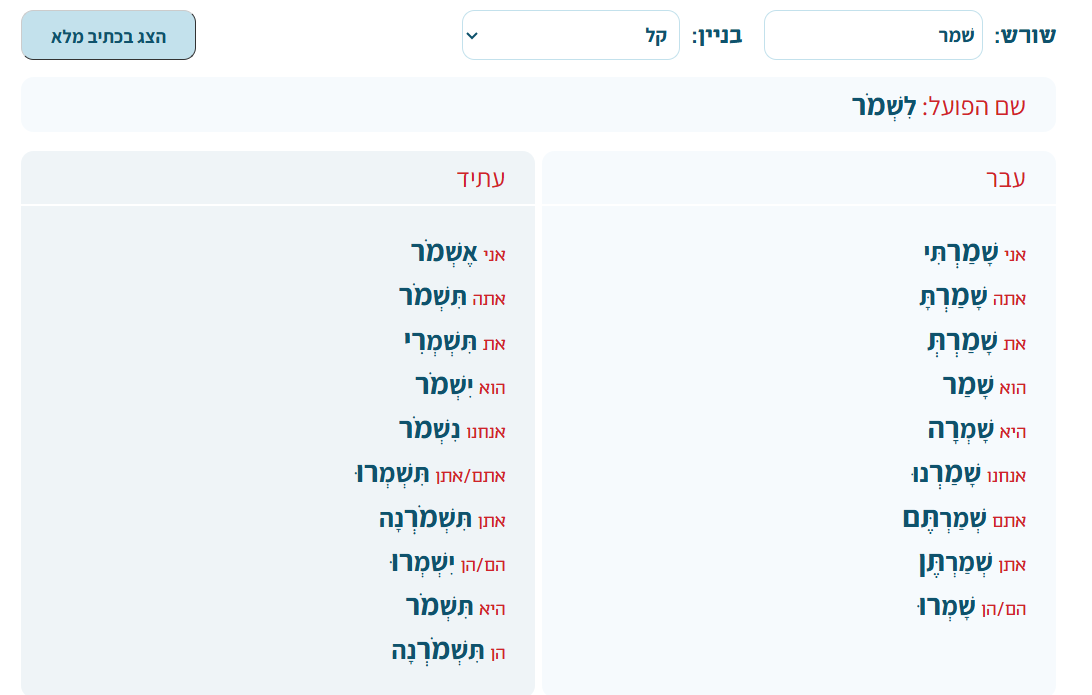 שורש: שמר בניין: קל הצג בכתיב מלא
שם הפועל: לִשְׁמֹר
עבר
אני שָׁמַרְתִּי
אתה שָׁמַרְתָּ
את שָׁמַרְתְּ
הוא שָׁמַר
היא שָׁמְרָה
אנחנו שָׁמַרְנוּ
אתם שְׁמַרְתֶּם
אתן שְׁמַרְתֶּן
הם/הן שָׁמְרוּ
עתיד
אני אֶשְׁמֹר
אתה תִּשְׁמֹר
את תִּשְׁמְרִי
הוא יִשְׁמֹר
אנחנו נִשְׁמֹר
אתם/אתן תִּשְׁמְרוּ
אתן תִּשְׁמֹרְנָה
הם/הן יִשְׁמְרוּ
היא תִּשְׁמֹר
הן תִּשְׁמֹרְנָה